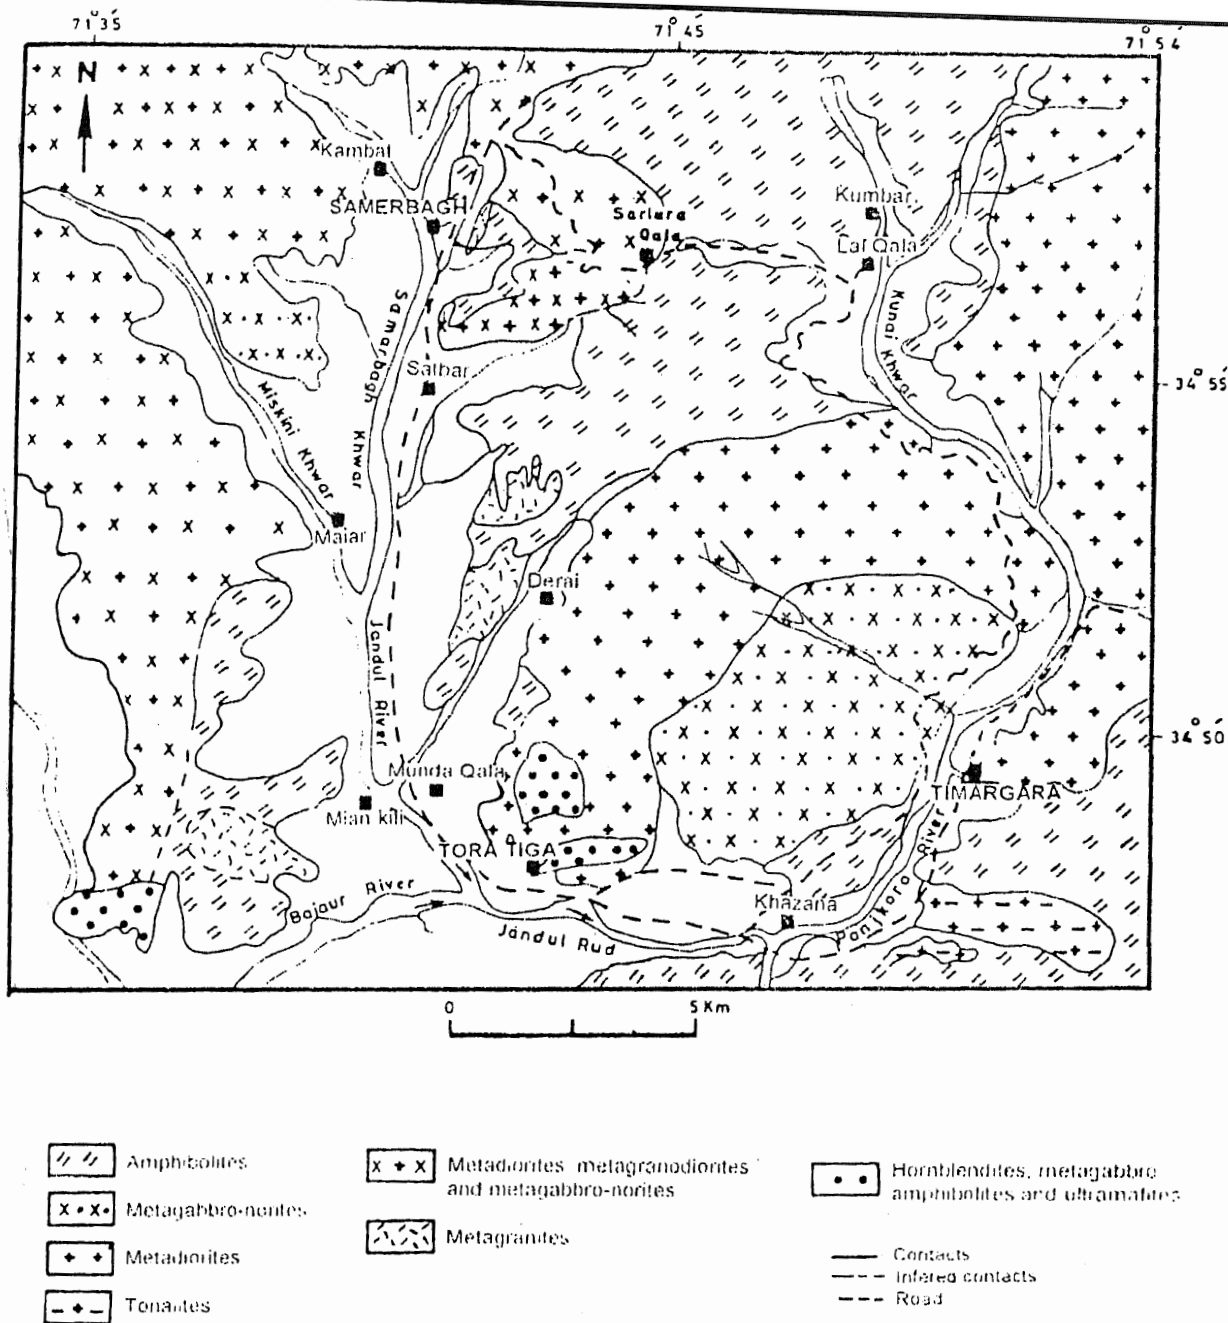 71° 35′
71° 45′
71° 54′
N
Kambat
SAMERBAGH
Sarlara
Qala
Kumbar
Lal Qala
Samarbagh Khwar
Kunai Khwar
Satbar
34° 55′
Miskini Khwar
Maiar
Derai
Jandul River
34° 50′
Munda Qala
Mian kili
TIMARGARA
TORA TIGA
Bajaur River
Khazana
Panjkoro River
Jandul Rud
0 5 Km
Amphibolites
Metagabbro-norites
Metadiorites
Tonalites
Metadiorites metagranodiorites
and metagabbro-norites
Metagranites
Hornblendites, metagabbro
amphibolites and ultramafites
Contacts
Infered contacts
Road